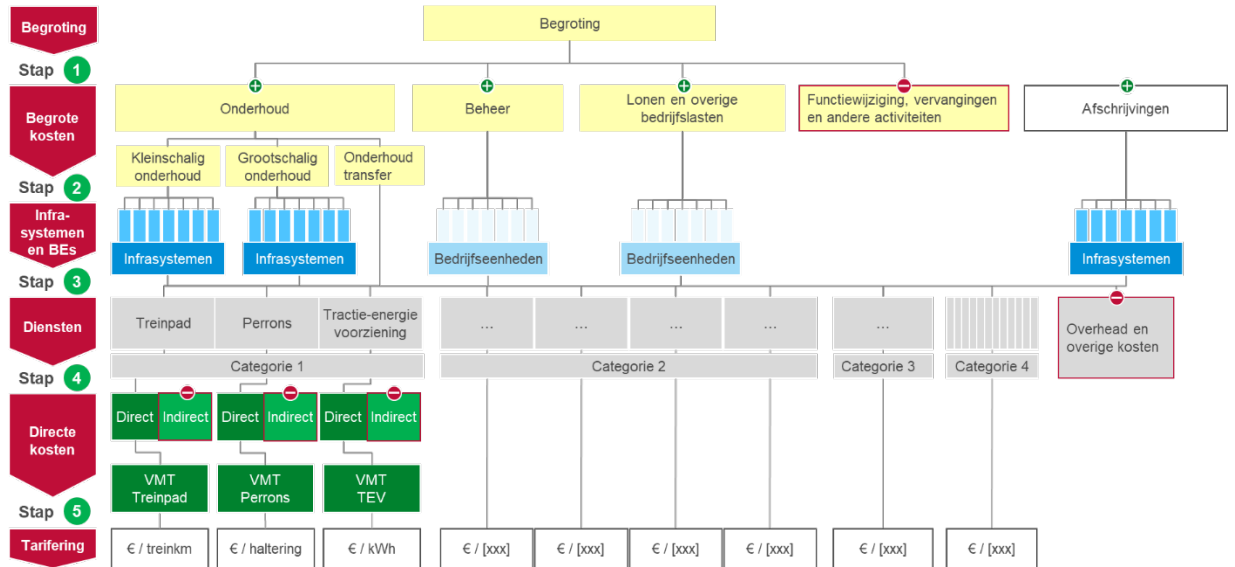 Begroting
Begroting
Stap 1
Begrote
kosten
Onderhoud
Beheer
Lonen en overige
bedrijfslasten
Functiewijziging, vervangingen
en andere activiteiten
Afschrijvingen
Kleinschalig
onderhoud
Grootschalig
onderhoud
Onderhoud
transfer
Stap 2
Infra-
systemen
en BEs
Infrasystemen
Infrasystemen
Bedrijfseenheden
Bedrijfseenheden
Infrasystemen
Stap 3
Diensten
Treinpad
Perrons
Tractie-energie
voorziening
...
...
...
...
...
Overhead en
overige kosten
Categorie 1
Categorie 2
Categorie 3
Categorie 4
Stap 4
Directe
kosten
Direct
Indirect
Direct
Indirect
Direct
Indirect
VMT
Treinpad
VMT
Perrons
VMT
TEV
Stap 5
Tarifering
€ / treinkm
€ / haltering
€ / kWh
€ / [xxx]
€ / [xxx]
€ / [xxx]
€ / [xxx]
€ / [xxx]
€ / [xxx]